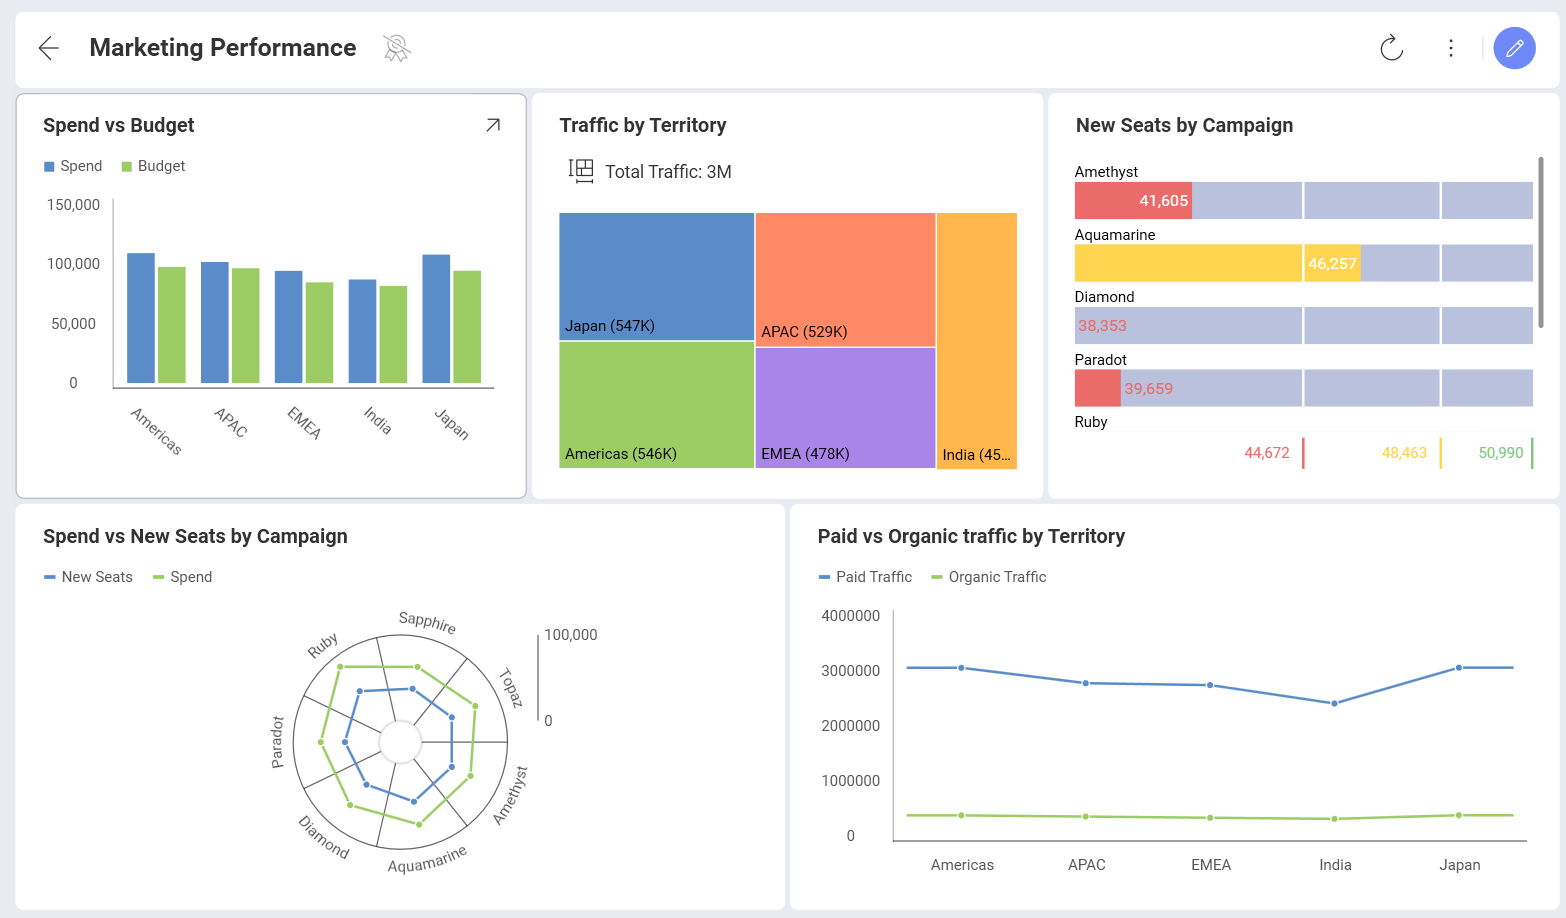 Marketing Performance
Spend vs Budget
Spend Budget
150,000
100,000
50,000
0
Americas APAC EMEA India Japan
Traffic by Territory
Total Traffic: 3M
Japan (547K)
APAC (529K)
Americas (546K)
EMEA (478K)
India (45...
New Seats by Campaign
Amethyst
41,605
Aquamarine
46,257
Diamond
38,353
Paradot
39,659
Ruby
44,672 48,463 50,990
Spend vs New Seats by Campaign
New Seats Spend
Sapphire
Ruby
Topaz
Paradot
Amethyst
Diamond
Aquamarine
100,000
0
Paid vs Organic traffic by Territory
Paid Traffic Organic Traffic
4000000
3000000
2000000
1000000
0
Americas APAC EMEA India Japan